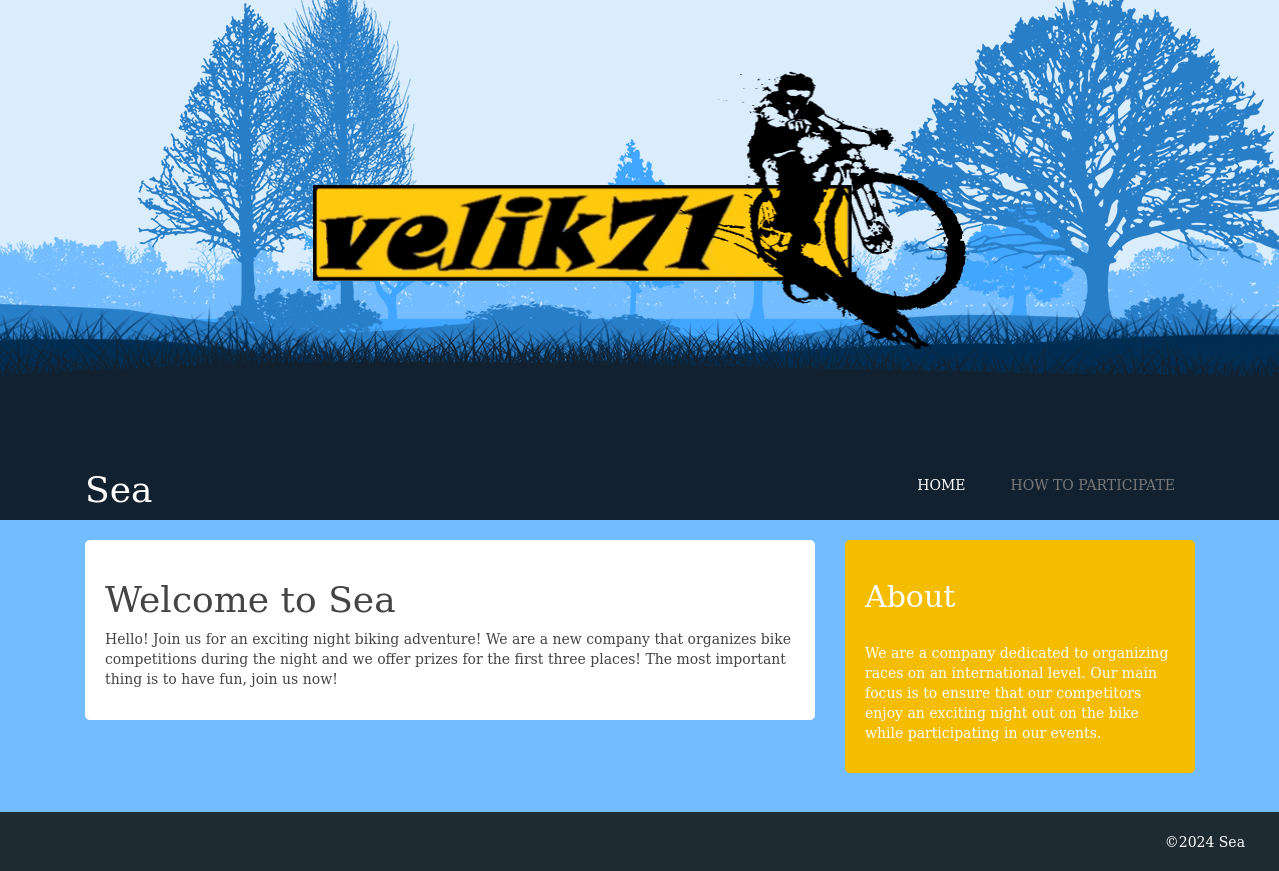 velik71
Sea
HOME
HOW TO PARTICIPATE
Welcome to Sea
Hello! Join us for an exciting night biking adventure! We are a new company that organizes bike
competitions during the night and we offer prizes for the first three places! The most important
thing is to have fun, join us now!
About
We are a company dedicated to organizing
races on an international level. Our main
focus is to ensure that our competitors
enjoy an exciting night out on the bike
while participating in our events.
©2024 Sea